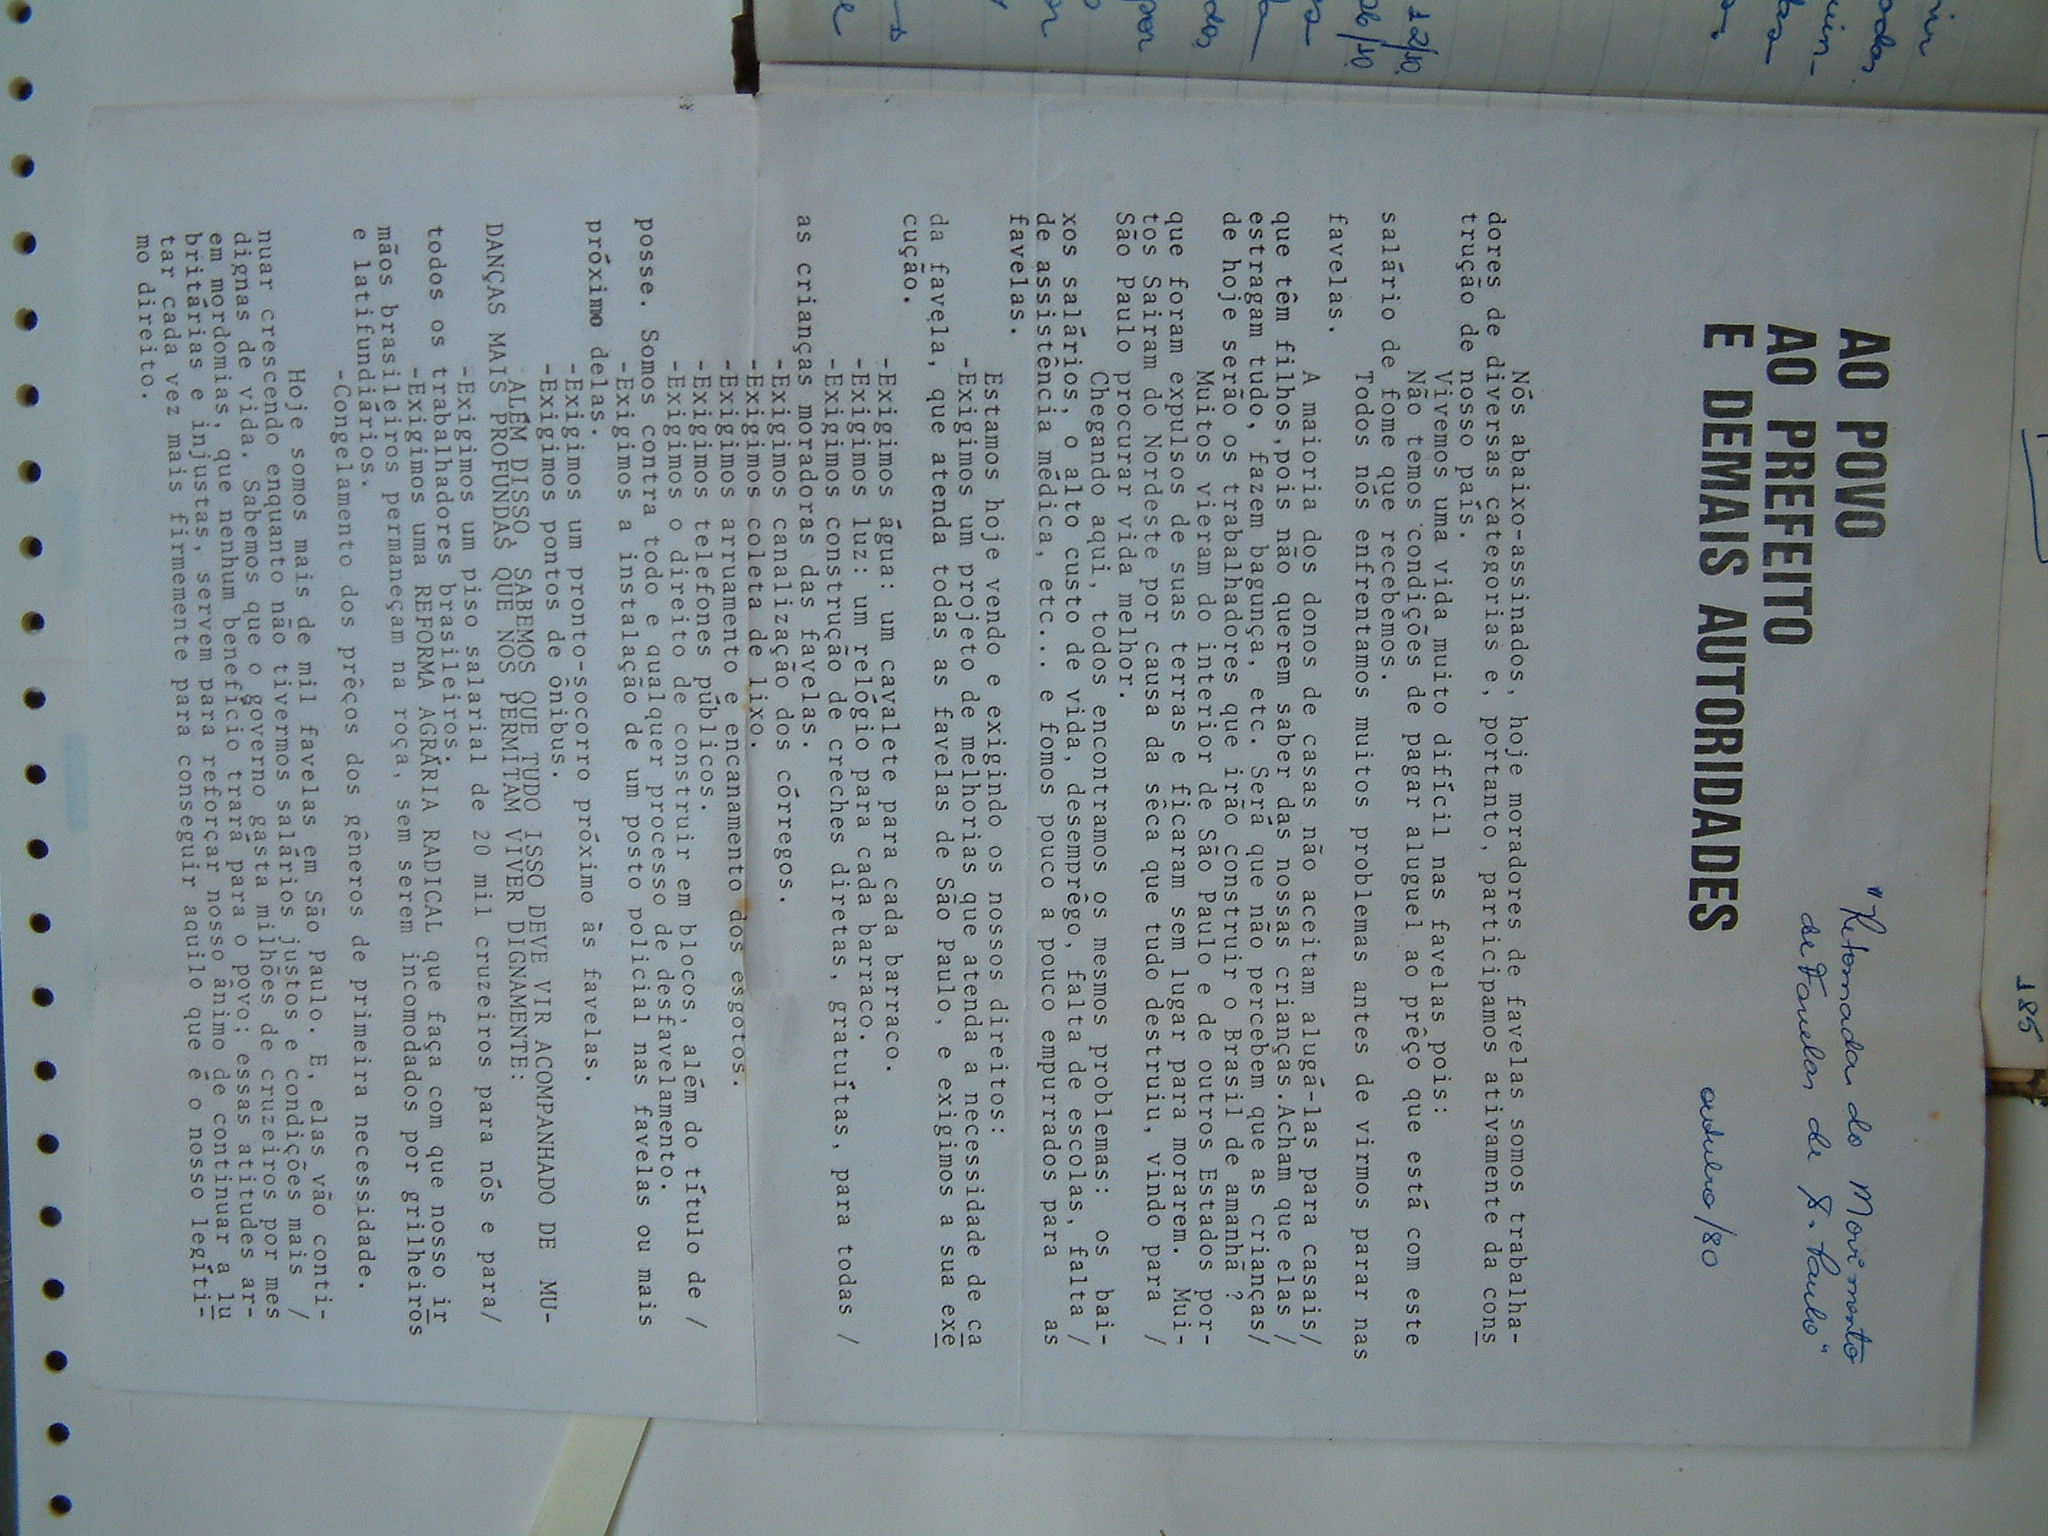 185
"Retomada do Movimento
de Favelas de S. Paulo"
outubro/80
AO POVO
AO PREFEITO
E DEMAIS AUTORIDADES
Nós abaixo-assinados, hoje moradores de favelas somos trabalha-
dores de diversas categorias e, portanto, participamos ativamente da cons
trução de nosso país.
Vivemos uma vida muito difícil nas favelas pois:
Não temos condições de pagar aluguel ao prêço que está com este
salário de fome que recebemos.
Todos nós enfrentamos muitos problemas antes de virmos parar nas
favelas.
A maioria dos donos de casas não aceitam alugá-las para casais/
que têm filhos,pois não querem saber das nossas crianças.Acham que elas /
estragam tudo, fazem bagunça, etc. Será que não percebem que as crianças/
de hoje serão os trabalhadores que irão construir o Brasil de amanhã ?
Muitos vieram do interior de São Paulo e de outros Estados por-
que foram expulsos de suas terras e ficaram sem lugar para morarem. Mui-
tos Sairam do Nordeste por causa da sêca que tudo destruiu, vindo para /
São Paulo procurar vida melhor.
Chegando aqui, todos encontramos os mesmos problemas: os bai-
xos salários, o alto custo de vida, desemprêgo, falta de escolas, falta /
de assistência médica, etc... e fomos pouco a pouco empurrados para as
favelas.
Estamos hoje vendo e exigindo os nossos direitos:
-Exigimos um projeto de melhorias que atenda a necessidade de ca
da favela, que atenda todas as favelas de São Paulo, e exigimos a sua exe
cução.
-Exigimos água: um cavalete para cada barraco.
-Exigimos luz: um relógio para cada barraco.
-Exigimos construção de creches diretas, gratuítas, para todas /
as crianças moradoras das favelas.
-Exigimos canalização dos córregos.
-Exigimos coleta de lixo.
-Exigimos arruamento e encanamento dos esgotos.
-Exigimos telefones públicos.
-Exigimos o direito de construir em blocos, além do título de /
posse. Somos contra todo e qualquer processo de desfavelamento.
-Exigimos a instalação de um posto policial nas favelas ou mais
próximo delas.
-Exigimos um pronto-socorro próximo às favelas.
-Exigimos pontos de ônibus.
ALÉM DISSO, SABEMOS QUE TUDO ISSO DEVE VIR ACOMPANHADO DE MU-
DANÇAS MAIS PROFUNDAS QUE NOS PERMITAM VIVER DIGNAMENTE:
-Exigimos um piso salarial de 20 mil cruzeiros para nós e para/
todos os trabalhadores brasileiros.
-Exigimos uma REFORMA AGRÁRIA RADICAL que faça com que nosso ir
mãos brasileiros permaneçam na roça, sem serem incomodados por grilheiros
e latifundiários.
-Congelamento dos prêços dos gêneros de primeira necessidade.
Hoje somos mais de mil favelas em São Paulo. E, elas vão conti-
nuar crescendo enquanto não tivermos salários justos e condições mais /
dignas de vida. Sabemos que o govêrno gasta milhões de cruzeiros por mes
em mordomias, que nenhum benefício trará para o pôvo; essas atitudes ar-
britárias e injustas, servem para reforçar nosso ânimo de continuar a lu
tar cada vez mais firmemente para conseguir aquilo que é o nosso legíti-
mo direito.